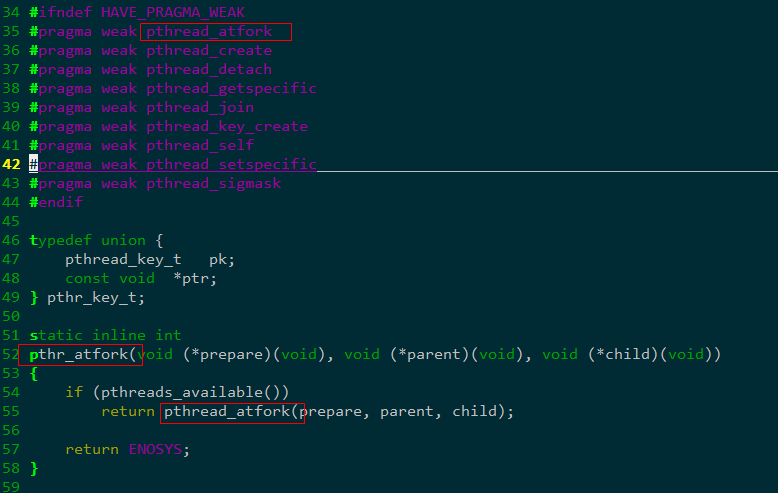 34 #ifndef HAVE_PRAGMA_WEAK
35 #pragma weak pthread_atfork
36 #pragma weak pthread_create
37 #pragma weak pthread_detach
38 #pragma weak pthread_getspecific
39 #pragma weak pthread_join
40 #pragma weak pthread_key_create
41 #pragma weak pthread_self
42 #pragma weak pthread_setspecific
43 #pragma weak pthread_sigmask
44 #endif
45
46 typedef union {
47     pthread_key_t   pk;
48     const void  *ptr;
49 } pthr_key_t;
50
51 static inline int
52 pthr_atfork(void (*prepare)(void), void (*parent)(void), void (*child)(void))
53 {
54     if (pthreads_available())
55         return pthread_atfork(prepare, parent, child);
56
57     return ENOSYS;
58 }
59